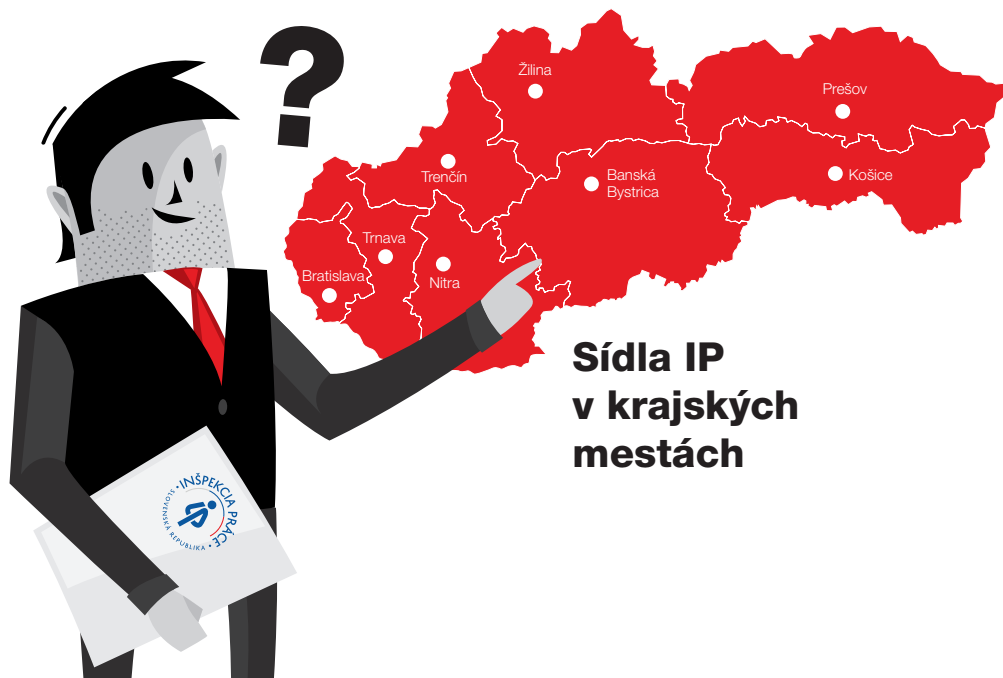 ?
Žilina
Prešov
Trenčín
Banská
Bystrica
Košice
Trnava
Bratislava
Nitra
Sídla IP
v krajských
mestách
• INŠPEKCIA PRÁCE •
SLOVENSKÁ REPUBLIKA